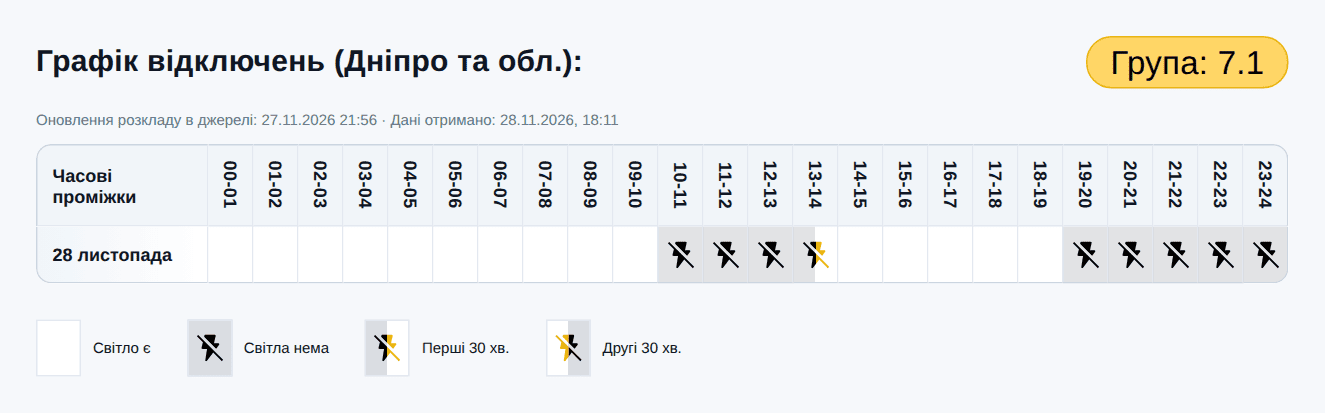 Графік відключень (Дніпро та обл.):
Група: 7.1
Оновлення розкладу в джерелі: 27.11.2026 21:56 · Дані отримано: 28.11.2026, 18:11
Часові
проміжки
00-01
01-02
02-03
03-04
04-05
05-06
06-07
07-08
08-09
09-10
10-11
11-12
12-13
13-14
14-15
15-16
16-17
17-18
18-19
19-20
20-21
21-22
22-23
23-24
28 листопада
Світло є
Світла нема
Перші 30 хв.
Другі 30 хв.